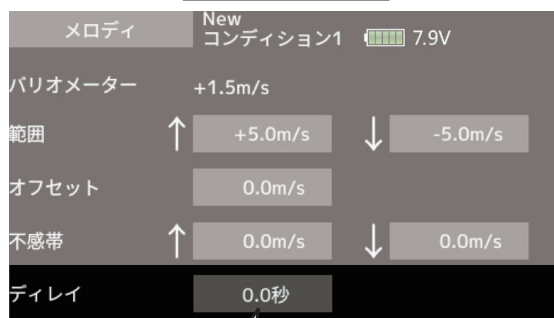 メロディ
New
コンディション1 7.9V
バリオメーター +1.5m/s
範囲 ↑ +5.0m/s ↓ -5.0m/s
オフセット 0.0m/s
不感帯 ↑ 0.0m/s ↓ 0.0m/s
ディレイ 0.0秒